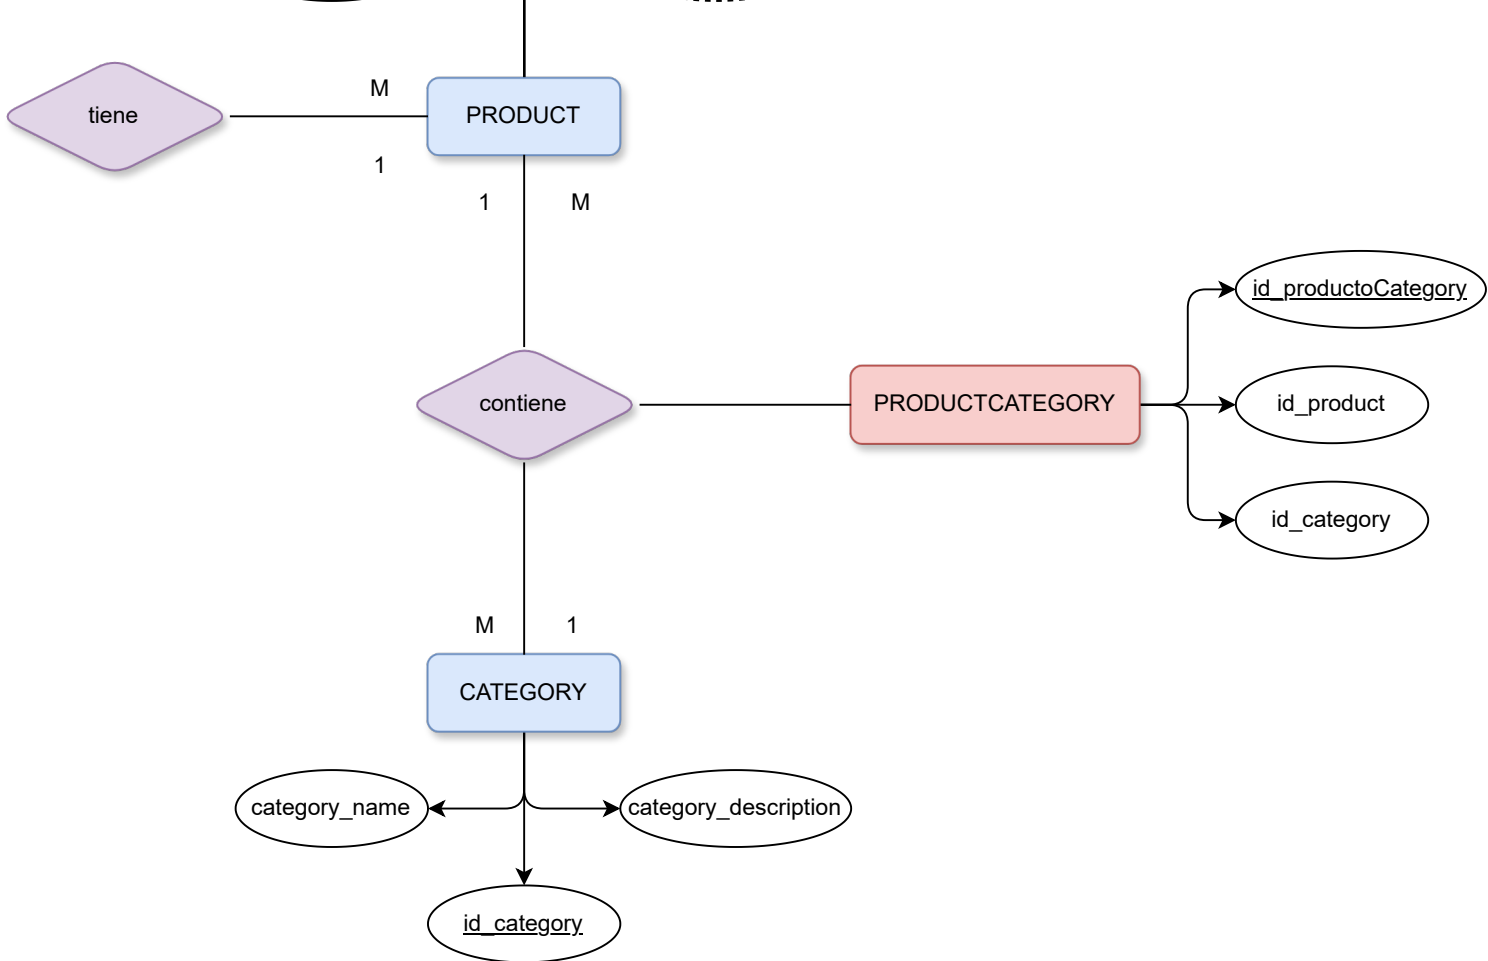 M
tiene
PRODUCT
1
1
M
id_productoCategory
contiene
PRODUCTCATEGORY
id_product
id_category
M
1
CATEGORY
category_name
category_description
id_category